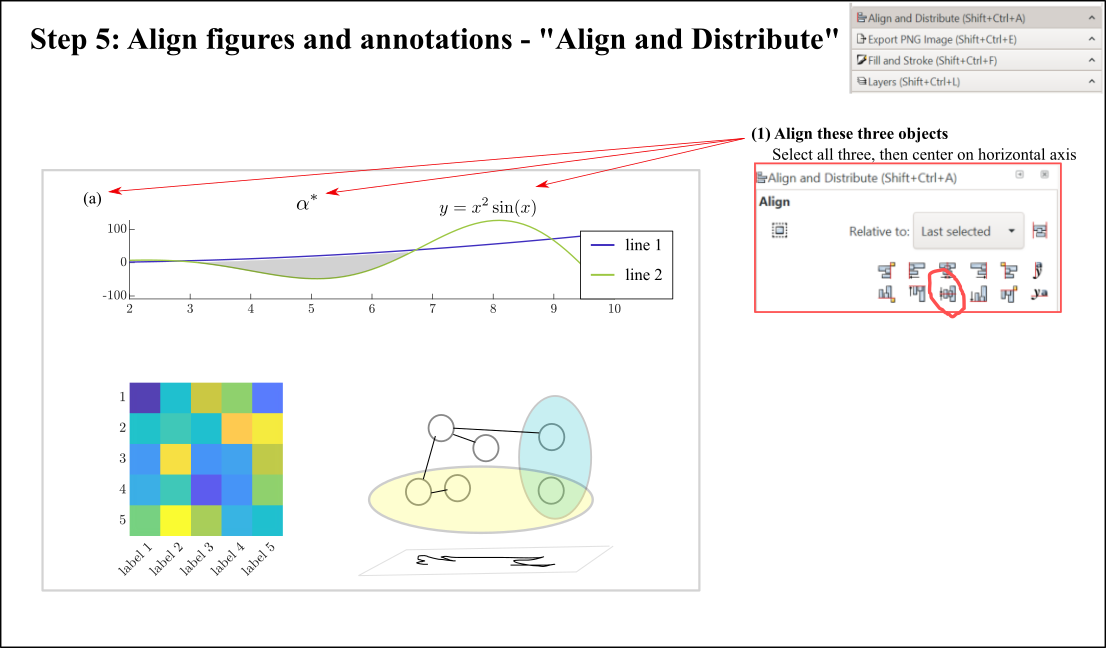 Step 5: Align figures and annotations - "Align and Distribute"
Align and Distribute (Shift+Ctrl+A)
Export PNG Image (Shift+Ctrl+E)
Fill and Stroke (Shift+Ctrl+F)
Layers (Shift+Ctrl+L)
(1) Align these three objects
Select all three, then center on horizontal axis
Align and Distribute (Shift+Ctrl+A)
Align
Relative to: Last selected
(a)
α*
y = x² sin(x)
100
0
-100
2 3 4 5 6 7 8 9 10
line 1
line 2
1
2
3
4
5
label 1 label 2 label 3 label 4 label 5